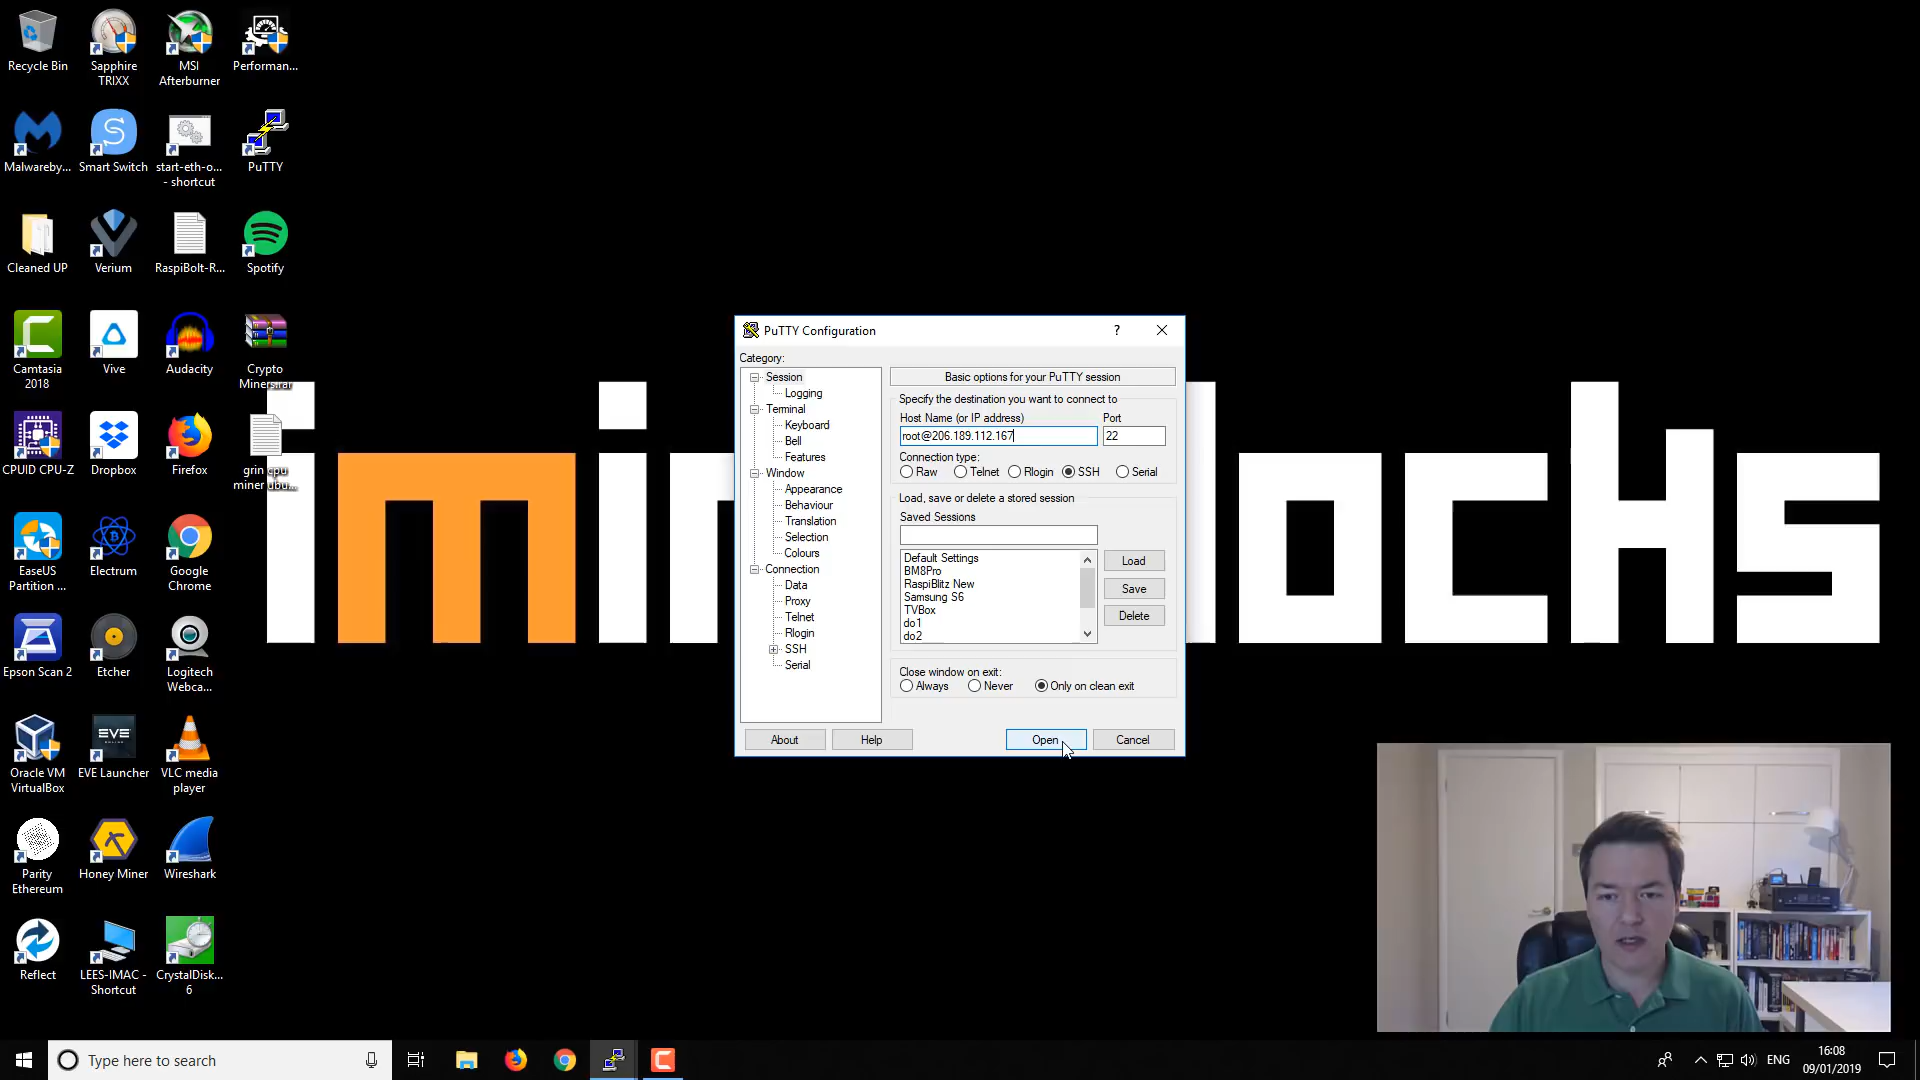 Recycle Bin
Sapphire
TRIXX
MSI
Afterburner
Performan...
Malwareby...
Smart Switch
start-eth-o...
- shortcut
PuTTY
Cleaned UP
Verium
RaspiBolt-R...
Spotify
Camtasia
2018
Vive
Audacity
Crypto
CPUID CPU-Z
Dropbox
Firefox
grin cpu
miner ubu...
EaseUS
Partition ...
Electrum
Google
Chrome
Epson Scan 2
Etcher
Logitech
Webca...
Oracle VM
VirtualBox
EVE
EVE Launcher
VLC media
player
Parity
Ethereum
Honey Miner
Wireshark
Reflect
LEES-IMAC -
Shortcut
CrystalDisk...
6
PuTTY Configuration
?
Category:
Session
Logging
Terminal
Keyboard
Bell
Features
Window
Appearance
Behaviour
Translation
Selection
Colours
Connection
Data
Proxy
Telnet
Rlogin
SSH
Serial
Basic options for your PuTTY session
Specify the destination you want to connect to
Host Name (or IP address) Port
root@206.189.112.167 22
Connection type:
Raw Telnet Rlogin SSH Serial
Load, save or delete a stored session
Saved Sessions
Default Settings
BM8Pro
RaspiBlitz New
Samsung S6
TVBox
do1
do2
Load
Save
Delete
Close window on exit:
Always Never Only on clean exit
About Help Open Cancel
Type here to search
ENG
16:08
09/01/2019